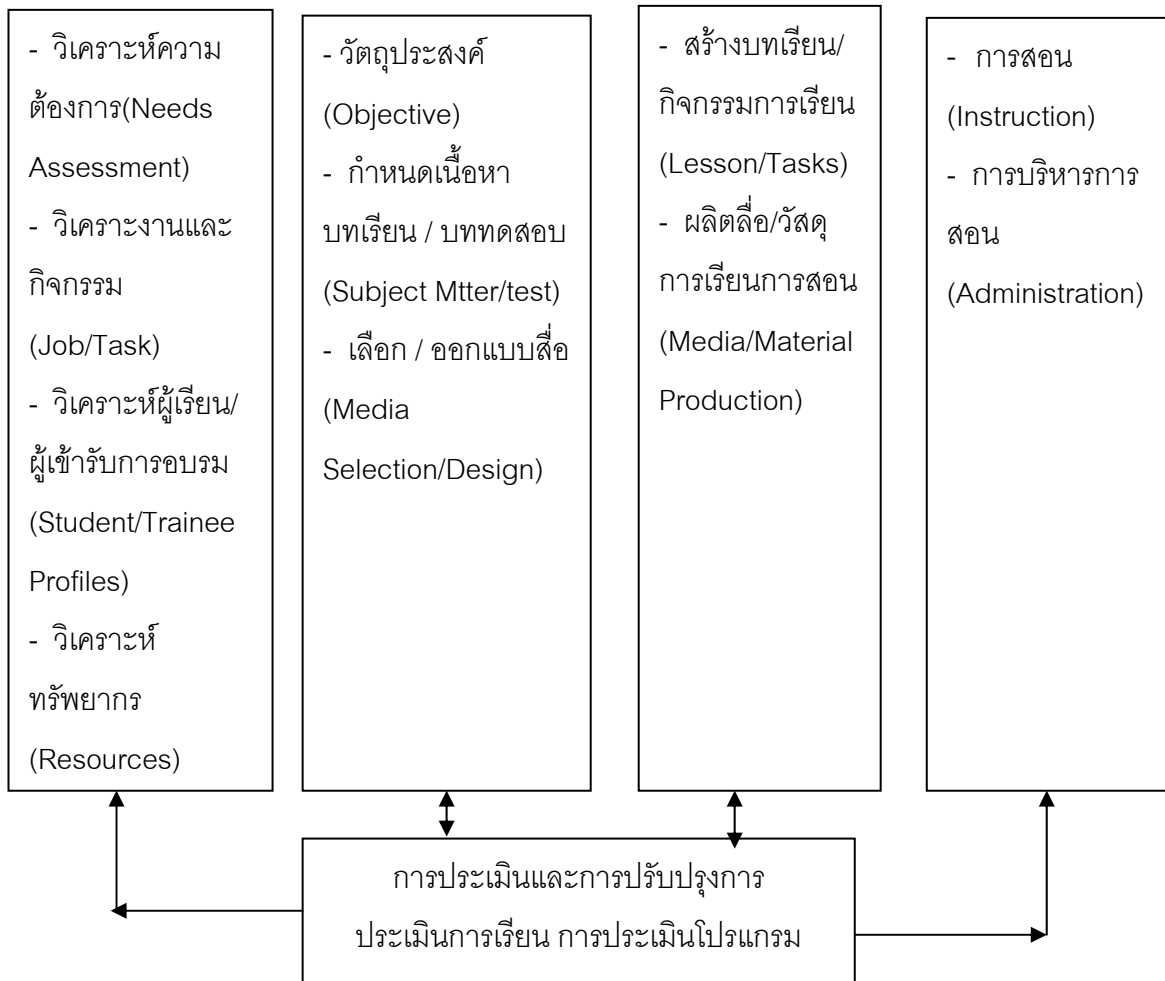 - วิเคราะห์ความ
ต้องการ(Needs
Assessment)
- วิเคราะงานและ
กิจกรรม
(Job/Task)
- วิเคราะห์ผู้เรียน/
ผู้เข้ารับการอบรม
(Student/Trainee
Profiles)
- วิเคราะห์
ทรัพยากร
(Resources)
- วัตถุประสงค์
(Objective)
- กำหนดเนื้อหา
บทเรียน / บททดสอบ
(Subject Mtter/test)
- เลือก / ออกแบบสื่อ
(Media
Selection/Design)
- สร้างบทเรียน/
กิจกรรมการเรียน
(Lesson/Tasks)
- ผลิตลื่อ/วัสดุ
การเรียนการสอน
(Media/Material
Production)
- การสอน
(Instruction)
- การบริหารการ
สอน
(Administration)
การประเมินและการปรับปรุงการ
ประเมินการเรียน การประเมินโปรแกรม